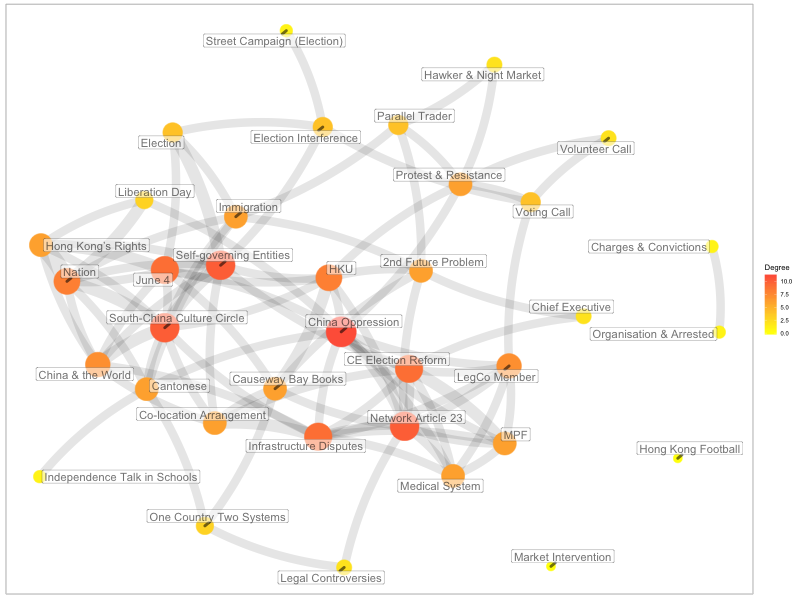 Street Campaign (Election)
Hawker & Night Market
Parallel Trader
Election Interference
Election
Volunteer Call
Protest & Resistance
Liberation Day
Immigration
Voting Call
Hong Kong's Rights
Charges & Convictions
Self-governing Entities
2nd Future Problem
HKU
Nation
June 4
Degree
10.0
7.5
5.0
2.5
0.0
Chief Executive
South-China Culture Circle
China Oppression
Organisation & Arrested
CE Election Reform
China & the World
LegCo Member
Causeway Bay Books
Cantonese
Co-location Arrangement
Network Article 23
MPF
Infrastructure Disputes
Hong Kong Football
Independence Talk in Schools
Medical System
One Country Two Systems
Market Intervention
Legal Controversies